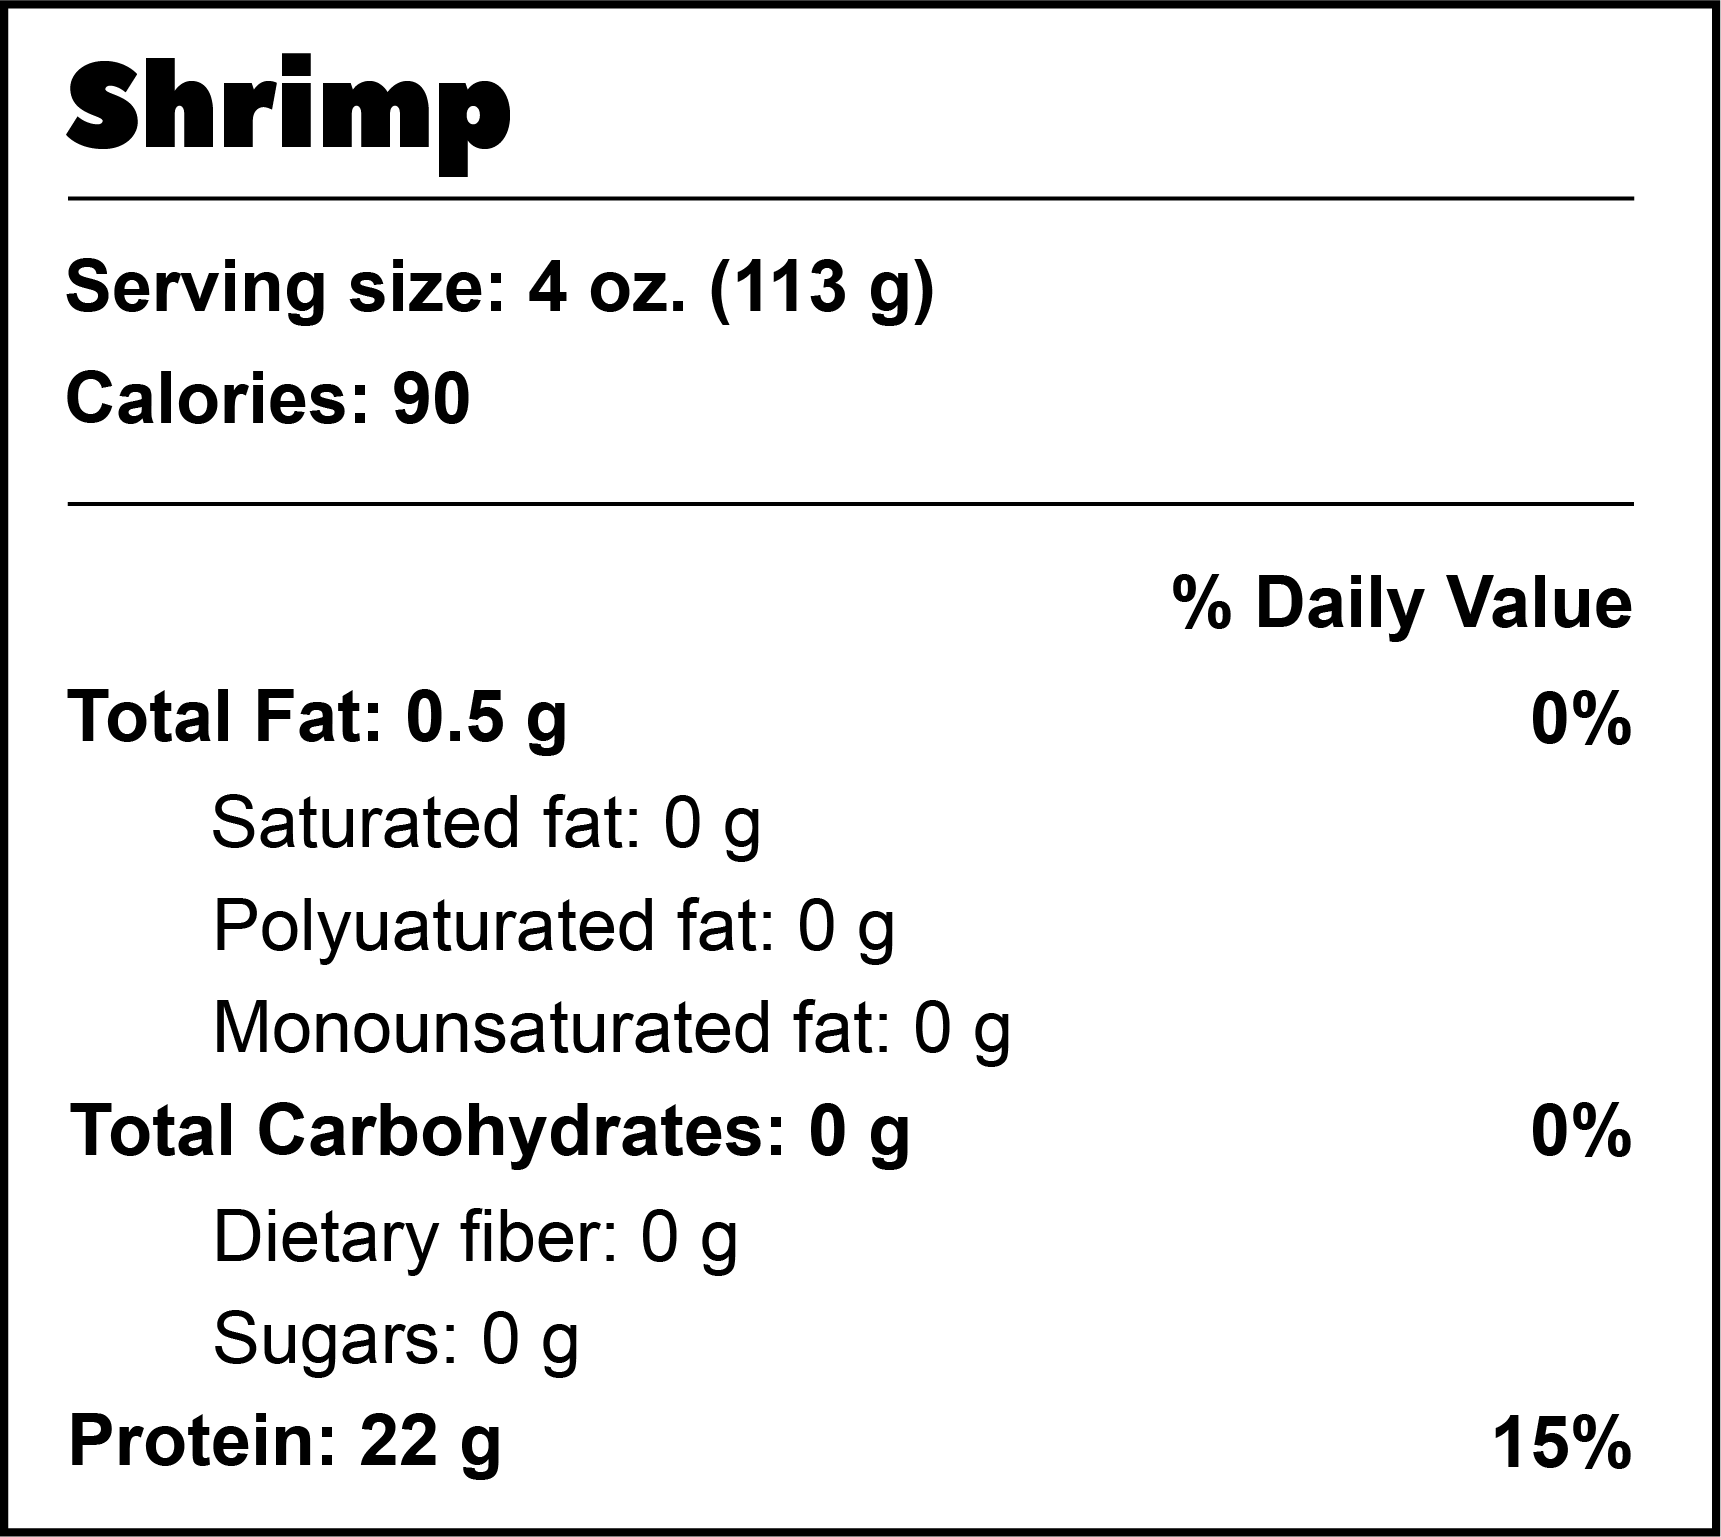 Shrimp
Serving size: 4 oz. (113 g)
Calories: 90
% Daily Value
Total Fat: 0.5 g 0%
Saturated fat: 0 g
Polyuaturated fat: 0 g
Monounsaturated fat: 0 g
Total Carbohydrates: 0 g 0%
Dietary fiber: 0 g
Sugars: 0 g
Protein: 22 g 15%